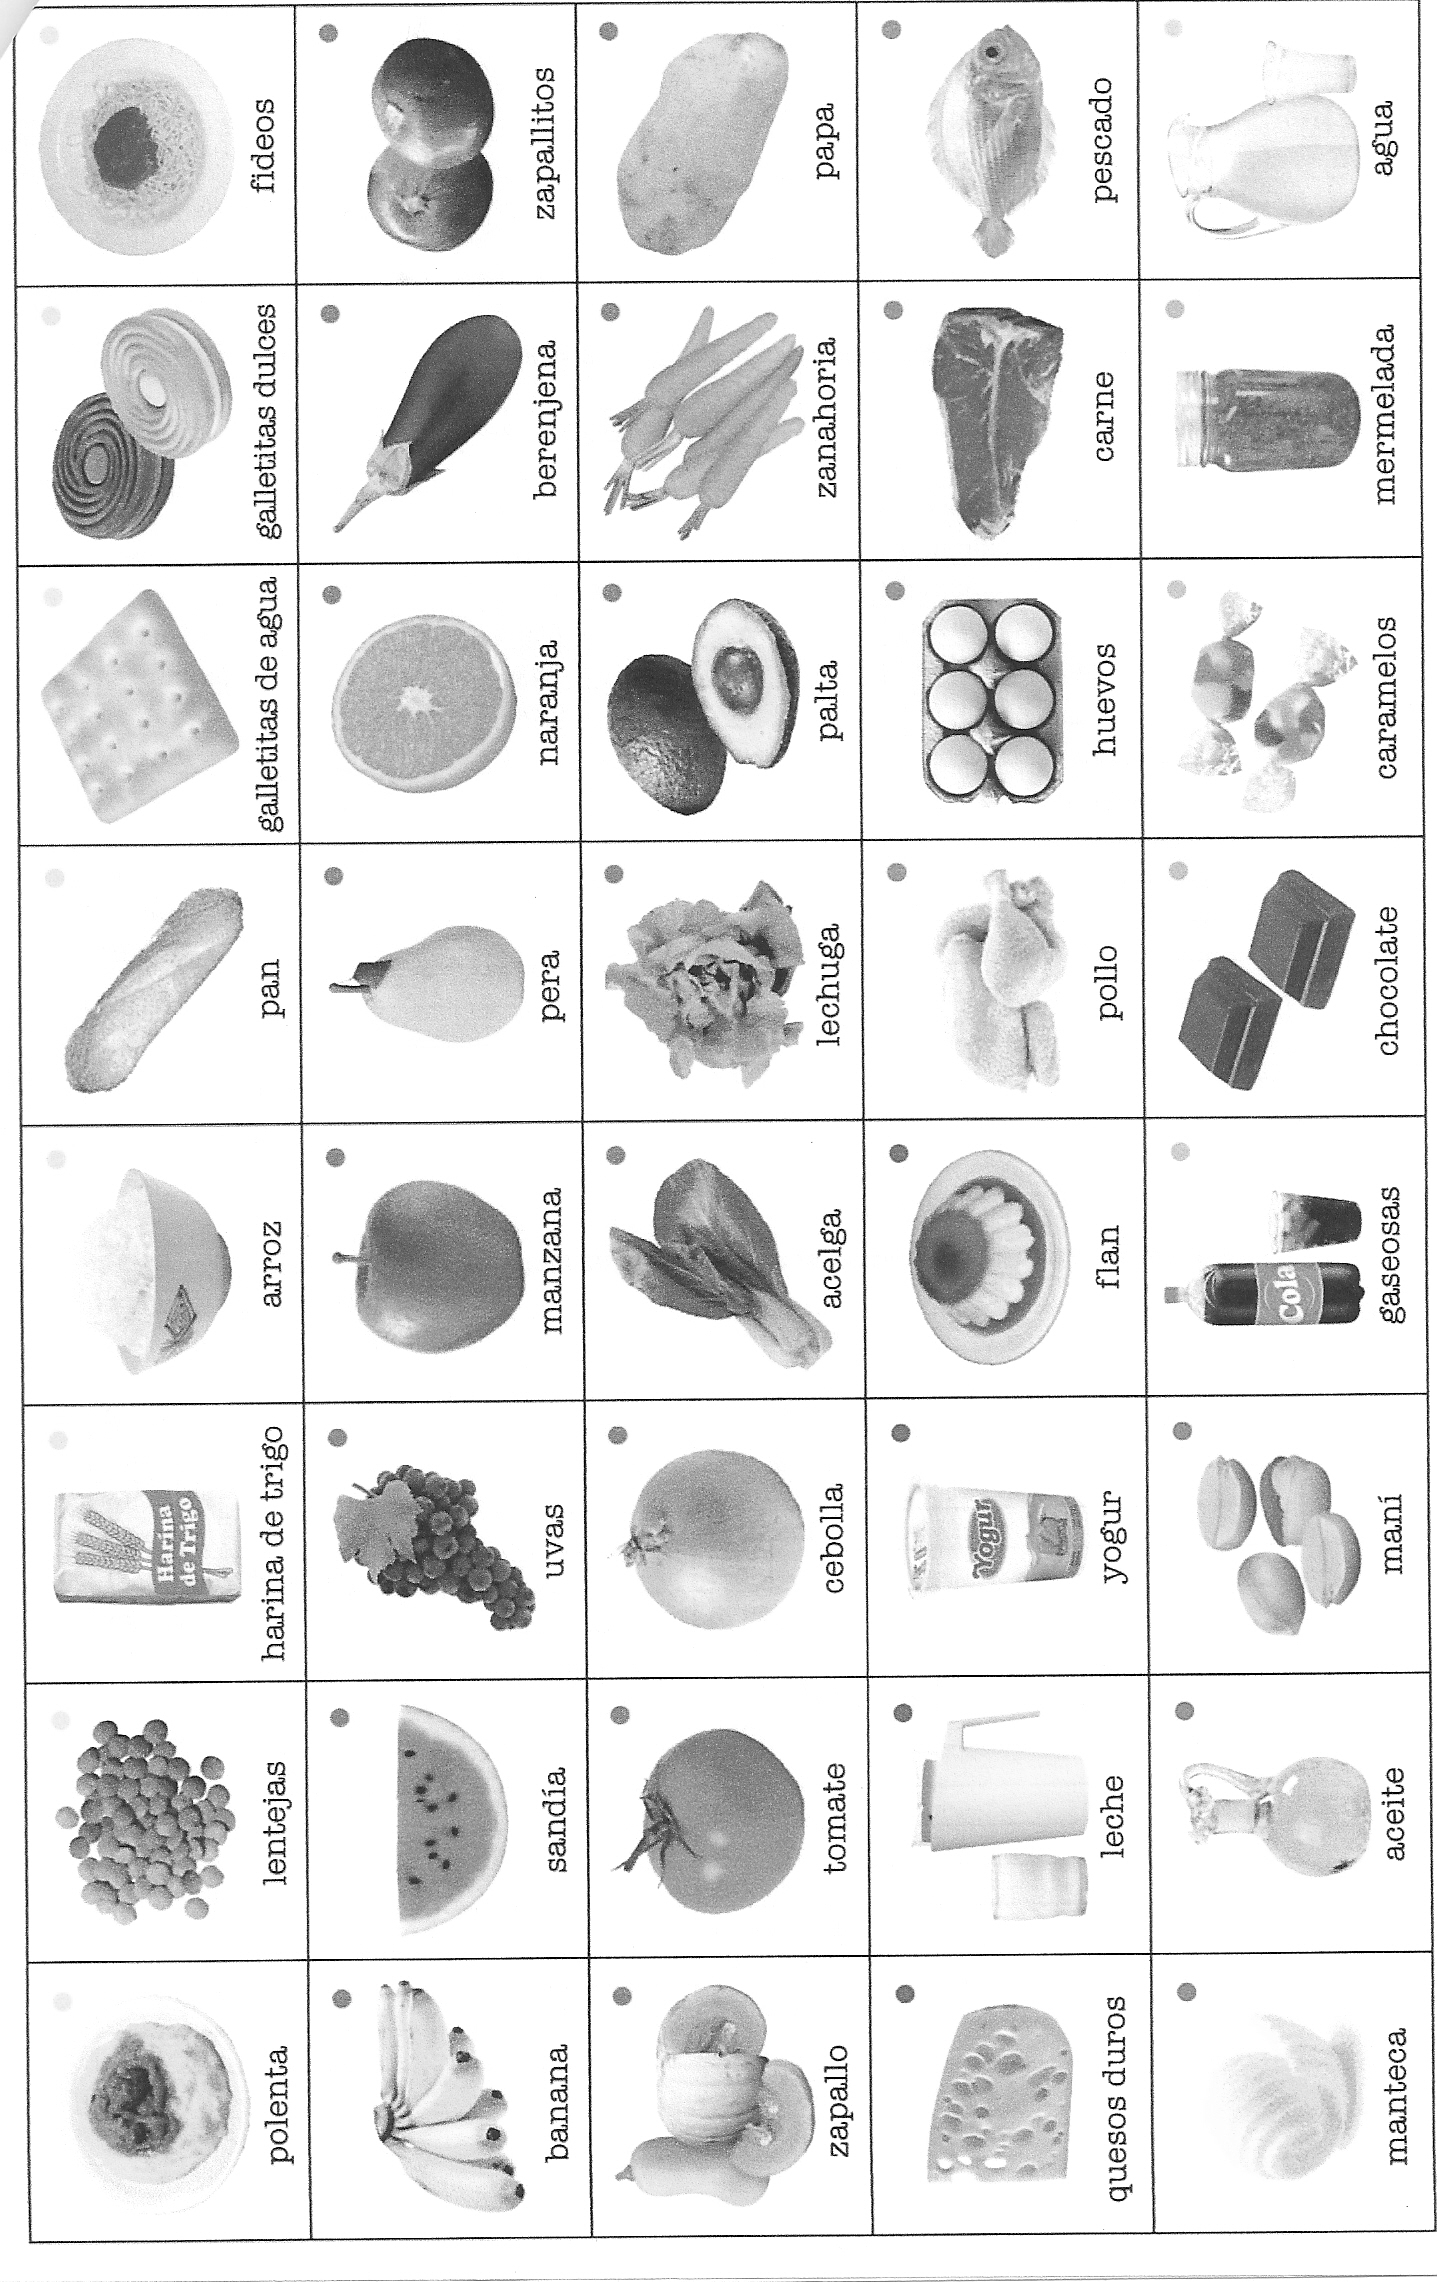 polenta
lentejas
Harina
de Trigo
harina de trigo
arroz
pan
galletitas de agua
galletitas dulces
fideos
banana
sandía
uvas
manzana
pera
naranja
berenjena
zapallitos
zapallo
tomate
cebolla
acelga
lechuga
palta
zanahoria
papa
quesos duros
leche
Yogur
yogur
flan
pollo
huevos
carne
pescado
manteca
aceite
maní
Cola
gaseosas
chocolate
caramelos
mermelada
agua